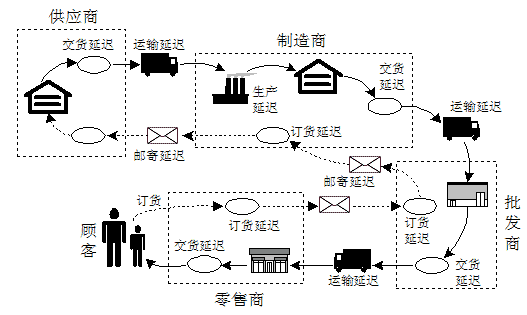 供应商
制造商
交货延迟
运输延迟
交货
延迟
生产
延迟
运输延迟
订货延迟
邮寄延迟
邮寄延迟
批发商
订货
订货延迟
订货
延迟
顾客
交货延迟
运输延迟
交货
延迟
零售商